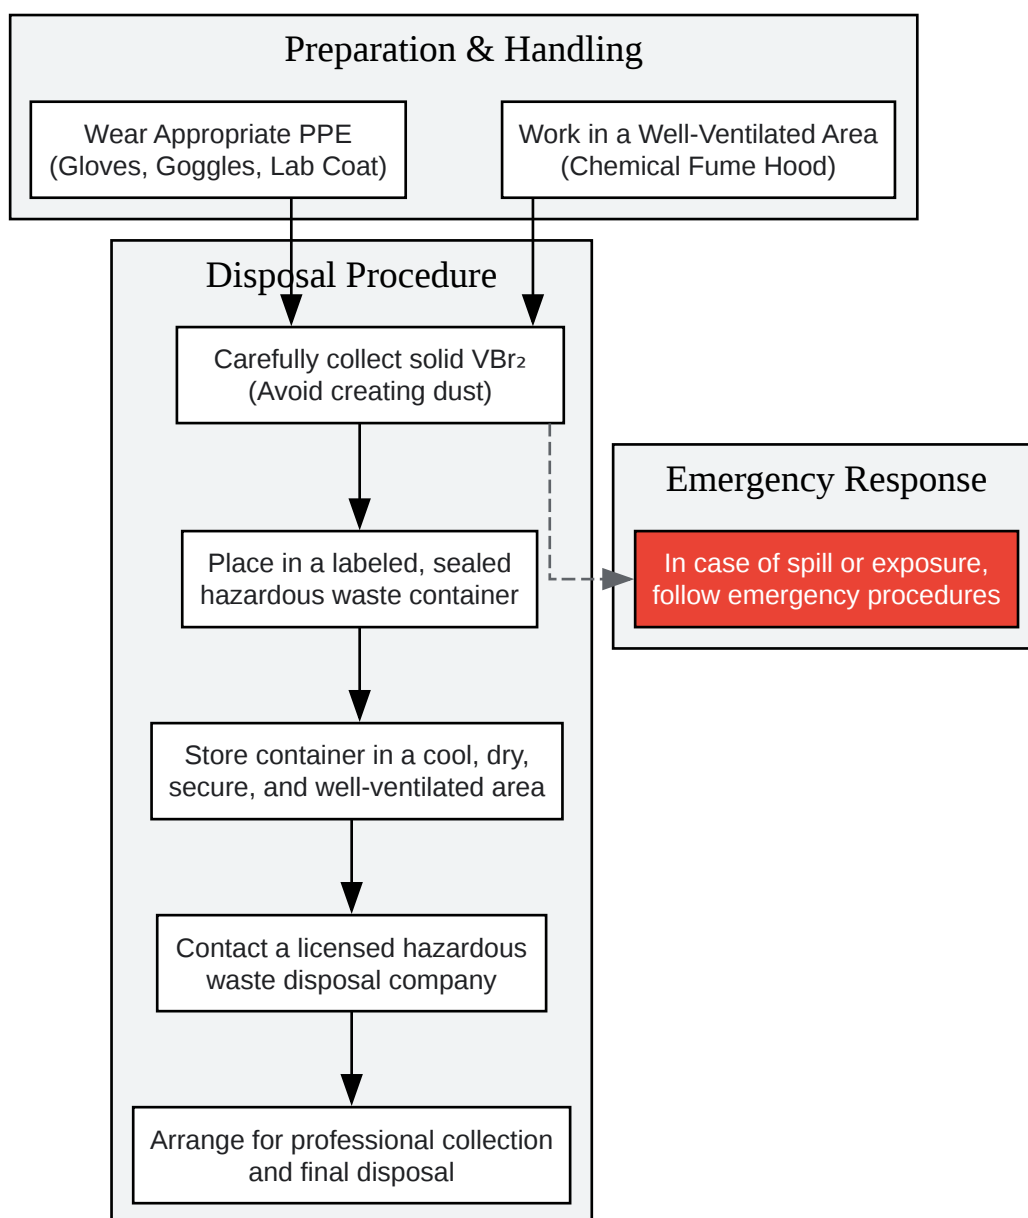 Preparation & Handling
Wear Appropriate PPE
(Gloves, Goggles, Lab Coat)
Work in a Well-Ventilated Area
(Chemical Fume Hood)
Disposal Procedure
Carefully collect solid VBr₂
(Avoid creating dust)
Emergency Response
In case of spill or exposure,
follow emergency procedures
Place in a labeled, sealed
hazardous waste container
Store container in a cool, dry,
secure, and well-ventilated area
Contact a licensed hazardous
waste disposal company
Arrange for professional collection
and final disposal